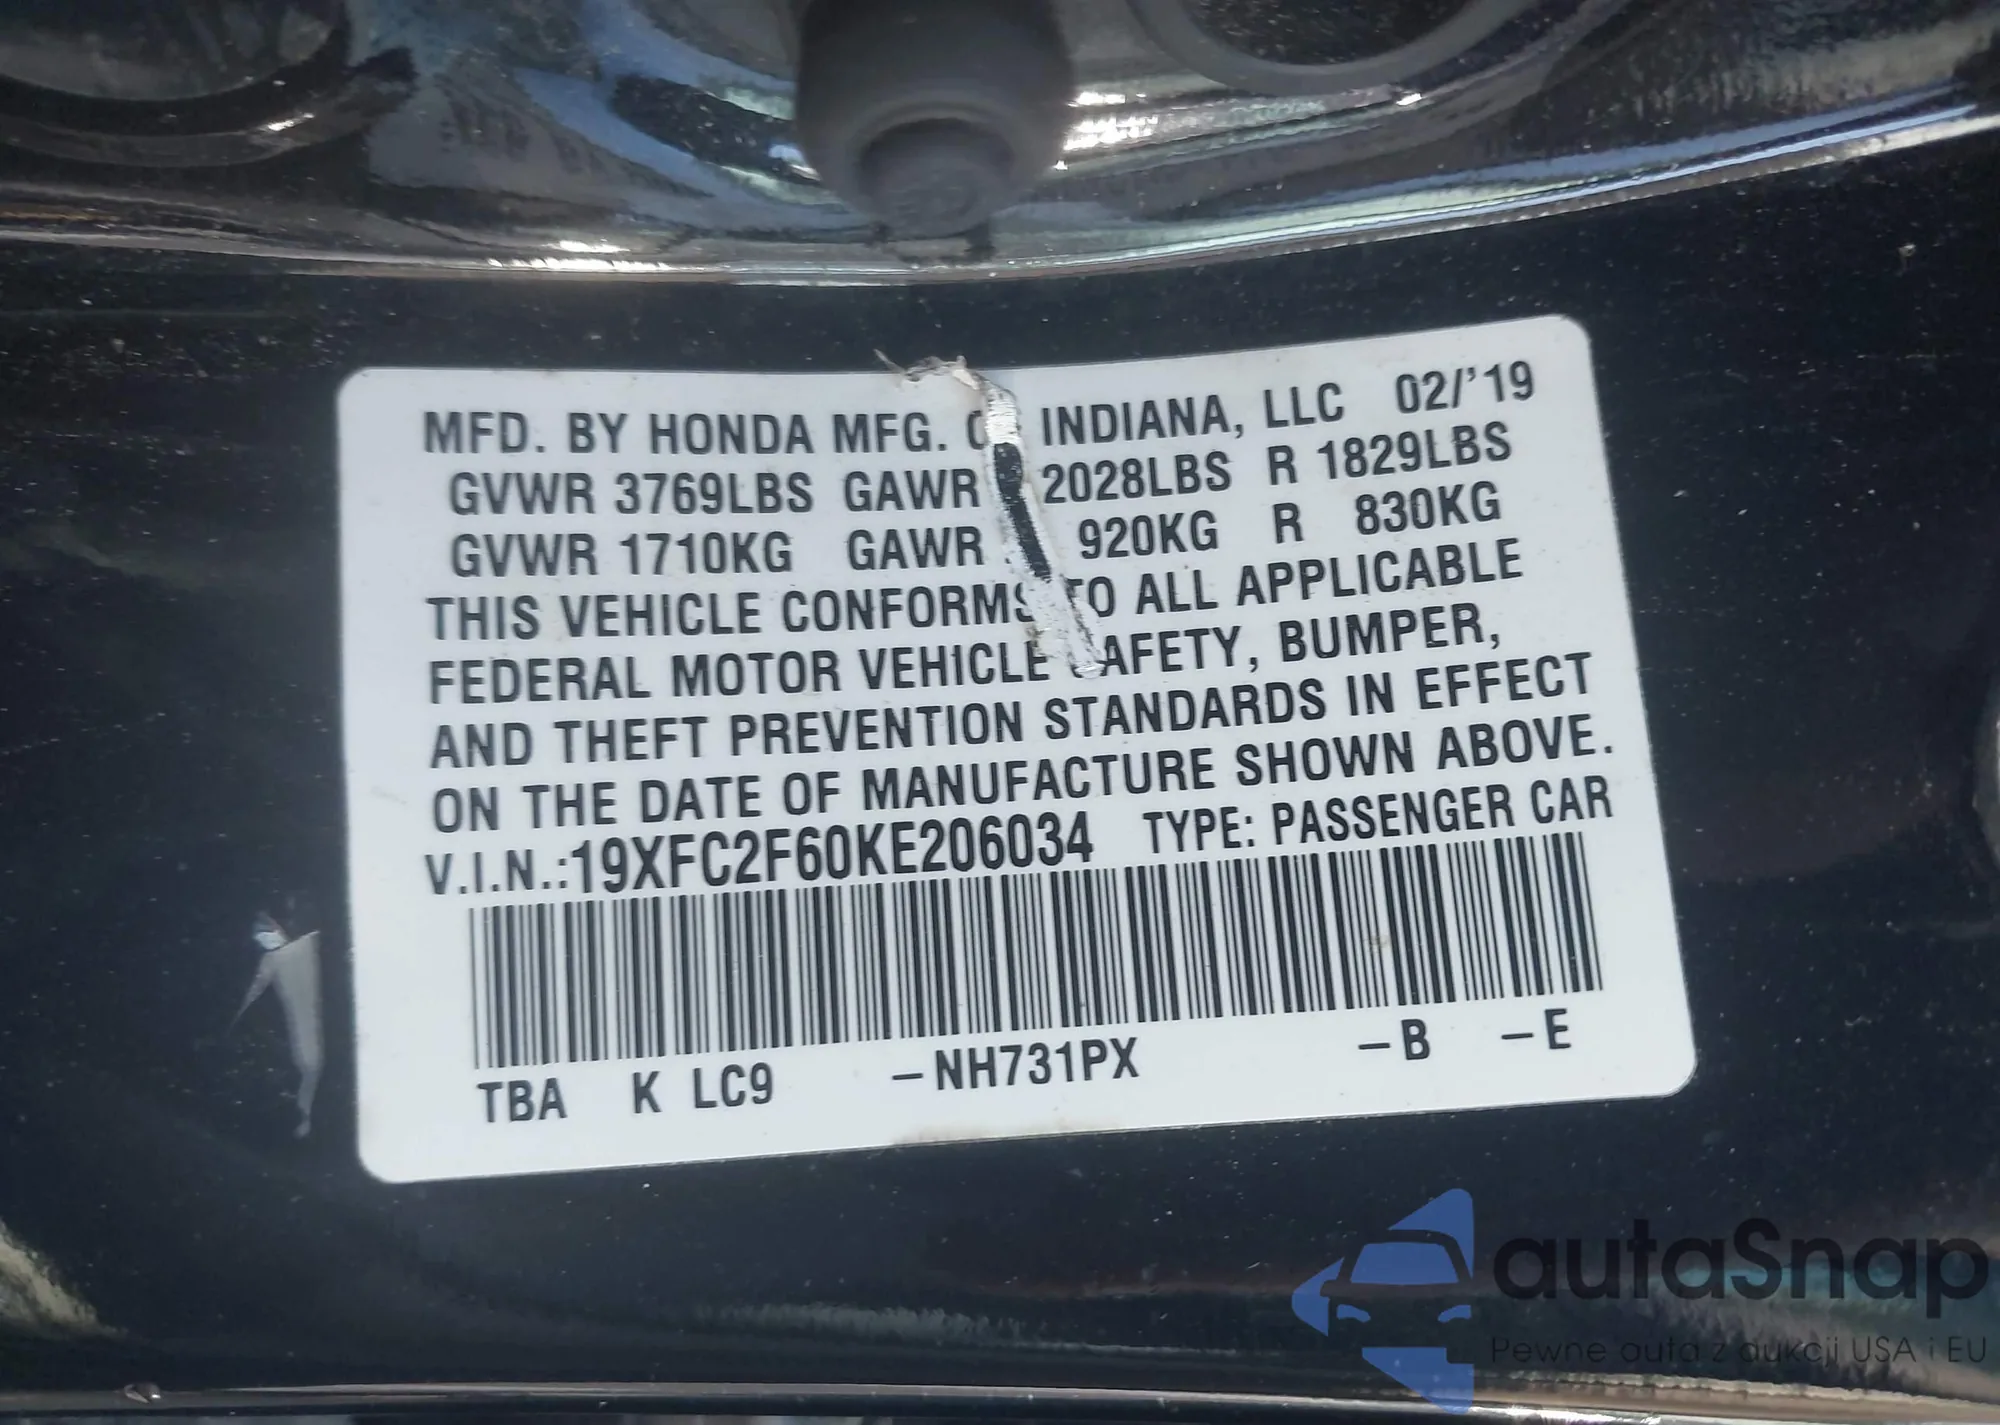 MFD. BY HONDA MFG. INDIANA, LLC 02/'19
GVWR 3769LBS GAWR 2028LBS R 1829LBS
GVWR 1710KG GAWR 920KG R 830KG
THIS VEHICLE CONFORMS TO ALL APPLICABLE
FEDERAL MOTOR VEHICLE SAFETY, BUMPER,
AND THEFT PREVENTION STANDARDS IN EFFECT
ON THE DATE OF MANUFACTURE SHOWN ABOVE.
V.I.N.:19XFC2F60KE206034 TYPE: PASSENGER CAR
TBA K LC9 –NH731PX –B –E
autaSnap
Pewne auta z aukcji USA i EU